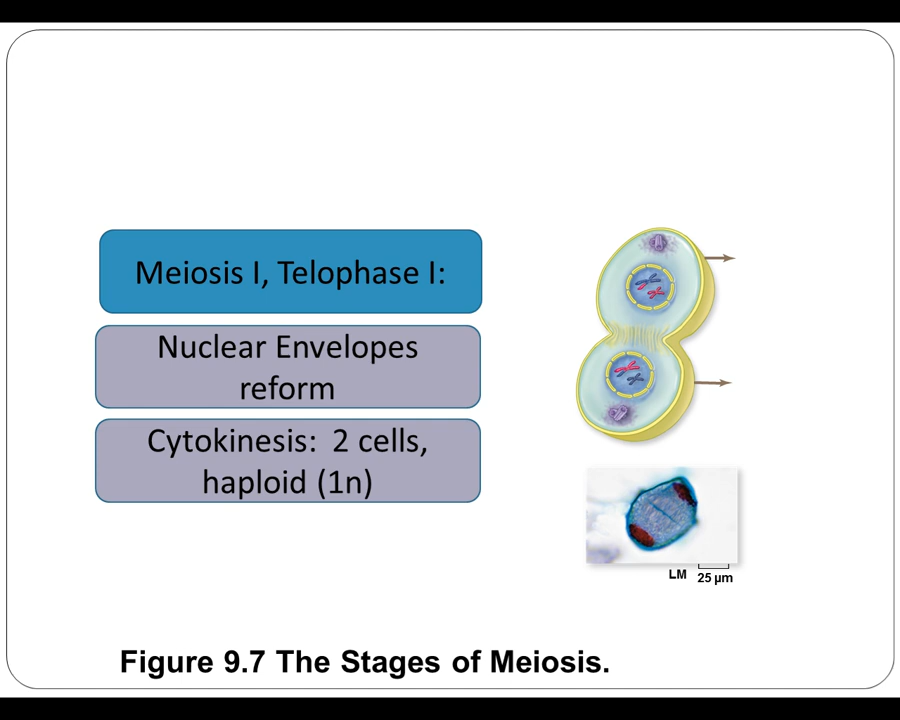 Meiosis I, Telophase I:
Nuclear Envelopes
reform
Cytokinesis:  2 cells,
haploid (1n)
LM
25 µm
Figure 9.7 The Stages of Meiosis.